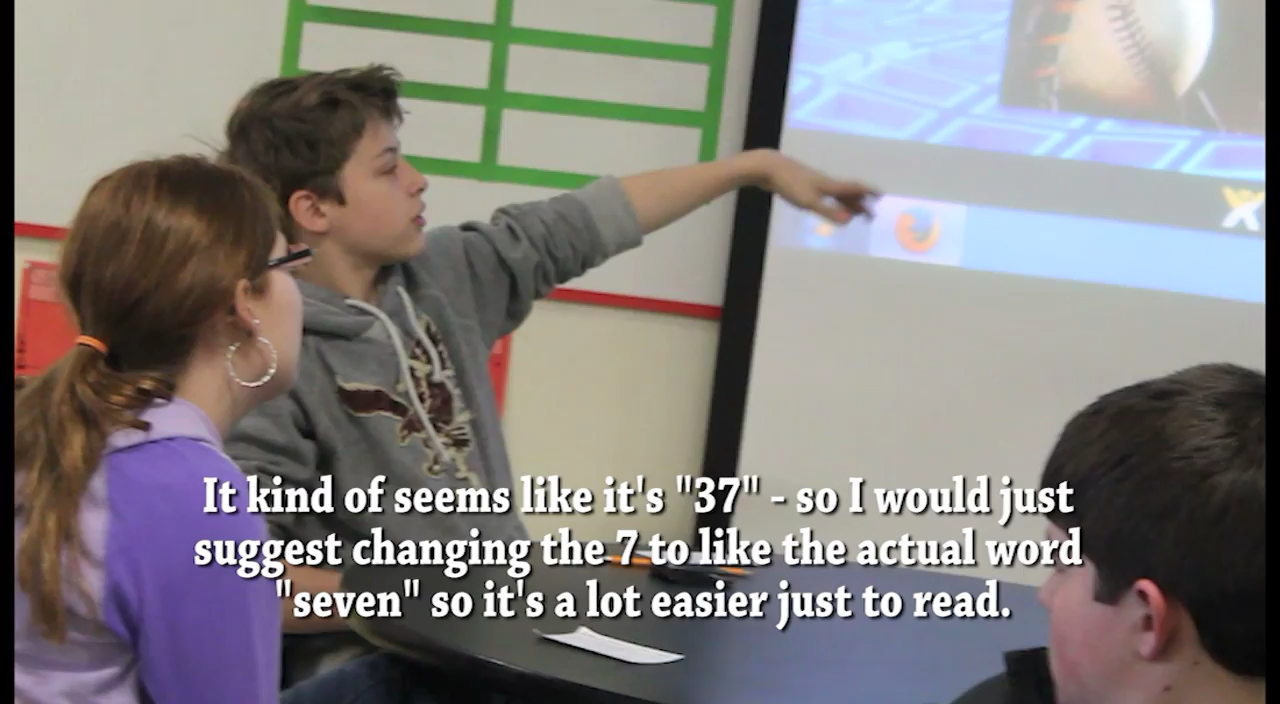 It kind of seems like it's "37" - so I would just
suggest changing the 7 to like the actual word
"seven" so it's a lot easier just to read.